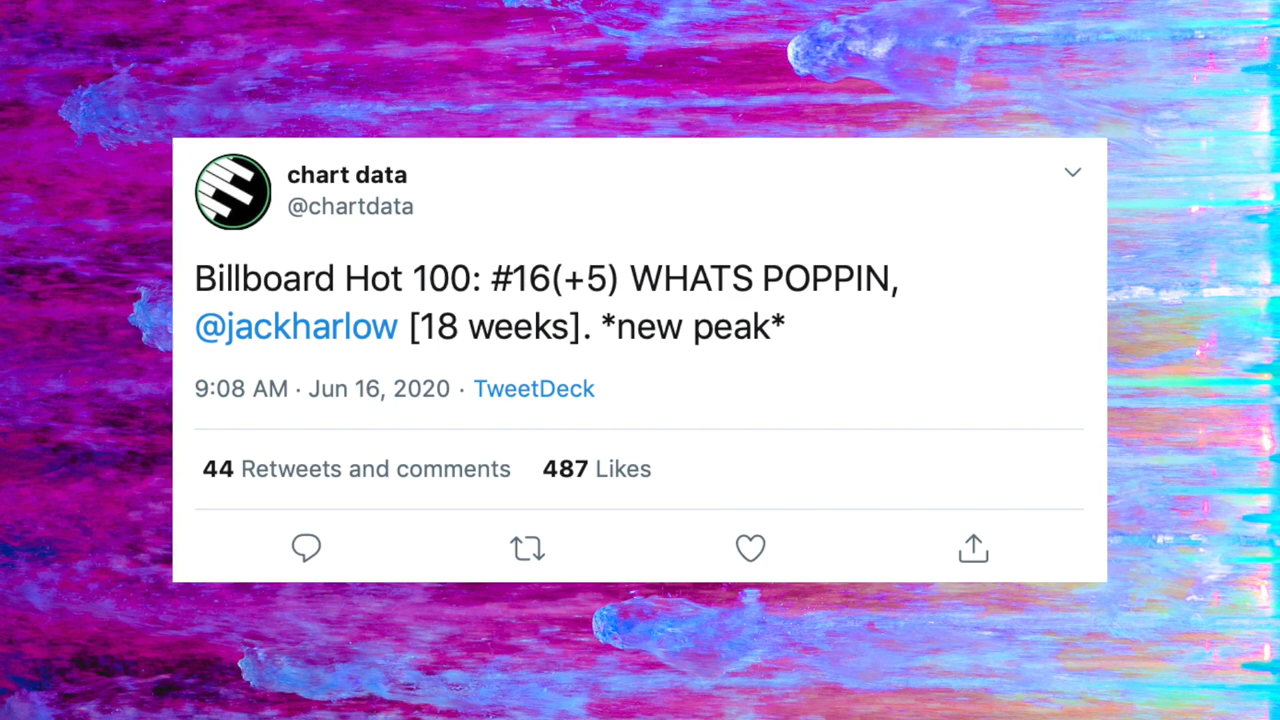 chart data
@chartdata
Billboard Hot 100: #16(+5) WHATS POPPIN,
@jackharlow [18 weeks]. *new peak*
9:08 AM · Jun 16, 2020 · TweetDeck
44 Retweets and comments 487 Likes